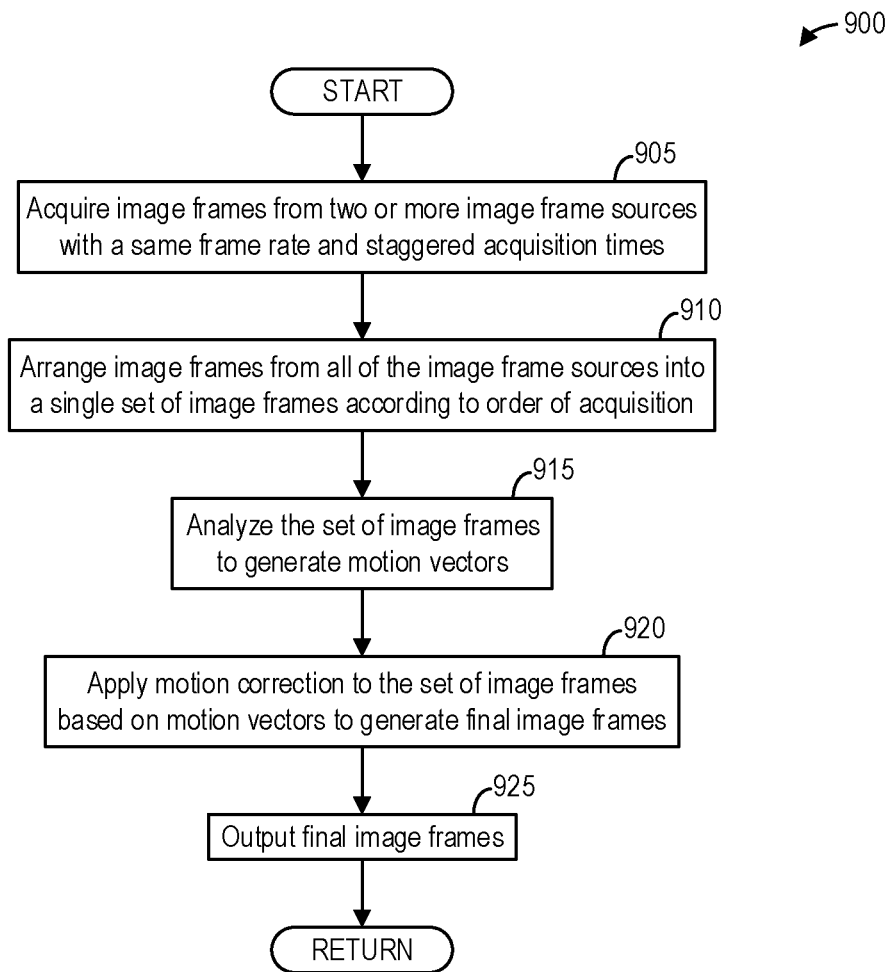 900
START
905
Acquire image frames from two or more image frame sources
with a same frame rate and staggered acquisition times
910
Arrange image frames from all of the image frame sources into
a single set of image frames according to order of acquisition
915
Analyze the set of image frames
to generate motion vectors
920
Apply motion correction to the set of image frames
based on motion vectors to generate final image frames
925
Output final image frames
RETURN